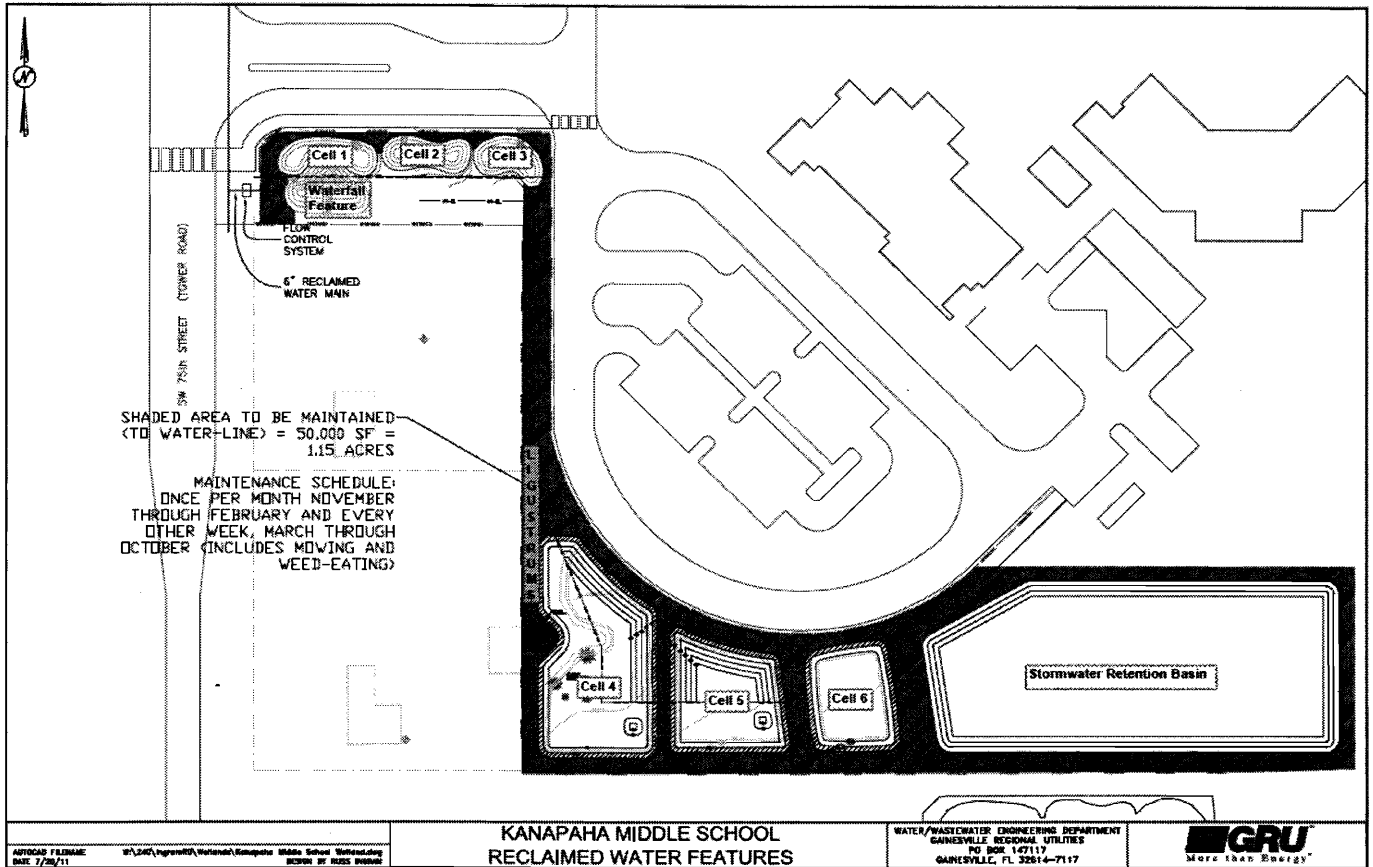 N
Cell 1
Cell 2
Cell 3
Waterfall
Feature
FLOW
CONTROL
SYSTEM
6" RECLAIMED
WATER MAIN
SW 75th STREET (TOWER ROAD)
SHADED AREA TO BE MAINTAINED
(TO WATER-LINE) = 50,000 SF =
1.15 ACRES
MAINTENANCE SCHEDULE:
ONCE PER MONTH NOVEMBER
THROUGH FEBRUARY AND EVERY
OTHER WEEK, MARCH THROUGH
OCTOBER (INCLUDES MOWING AND
WEED-EATING)
LIGUSTRUMS
Cell 4
Cell 5
Cell 6
Stormwater Retention Basin
AUTOCAD FILENAME
DATE 7/28/11
KANAPAHA MIDDLE SCHOOL
RECLAIMED WATER FEATURES
WATER/WASTEWATER ENGINEERING DEPARTMENT
GAINESVILLE REGIONAL UTILITIES
PO BOX 147117
GAINESVILLE, FL 32614-7117
GRU
More than Energy